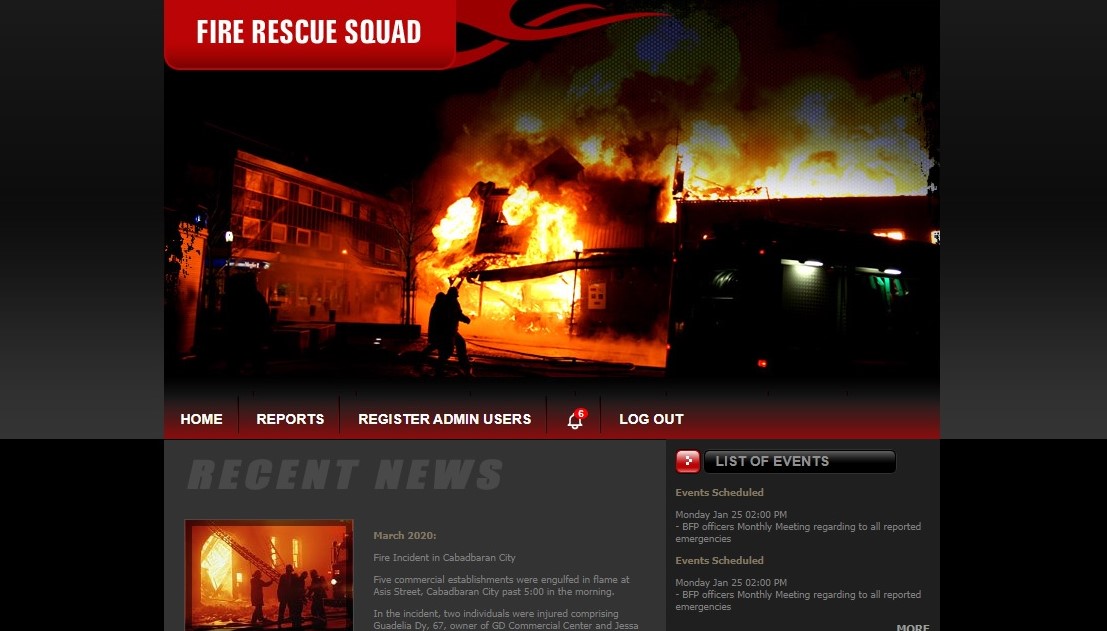 FIRE RESCUE SQUAD
HOME
REPORTS
REGISTER ADMIN USERS
6
LOG OUT
RECENT NEWS
March 2020:
Fire Incident in Cabadbaran City
Five commercial establishments were engulfed in flame at
Asis Street, Cabadbaran City past 5:00 in the morning.
In the incident, two individuals were injured comprising
Guadelia Dy, 67, owner of GD Commercial Center and Jessa
LIST OF EVENTS
Events Scheduled
Monday Jan 25 02:00 PM
- BFP officers Monthly Meeting regarding to all reported
emergencies
Events Scheduled
Monday Jan 25 02:00 PM
- BFP officers Monthly Meeting regarding to all reported
emergencies
MORE